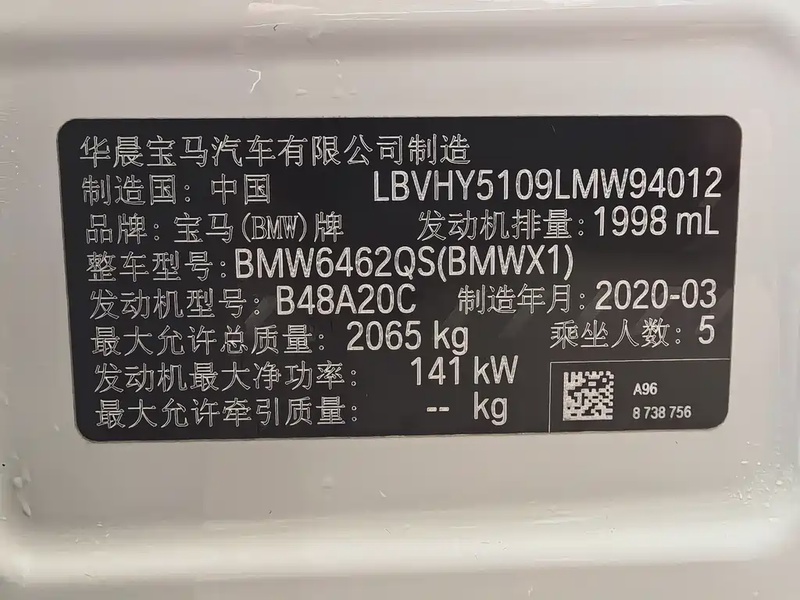 华晨宝马汽车有限公司制造
制造国: 中国 LBVHY5109LMW94012
品牌: 宝马(BMW)牌 发动机排量: 1998 mL
整车型号: BMW6462QS(BMWX1)
发动机型号: B48A20C 制造年月: 2020-03
最大允许总质量: 2065 kg 乘坐人数: 5
发动机最大净功率: 141 kW
最大允许牵引质量: -- kg
A96
8 738 756